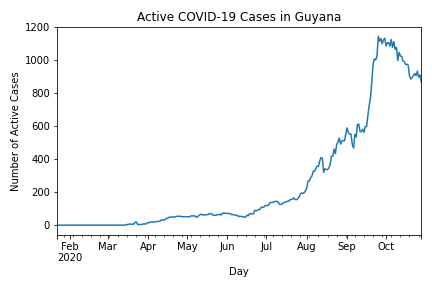 Active COVID-19 Cases in Guyana
Number of Active Cases
1200
1000
800
600
400
200
0
Feb Mar Apr May Jun Jul Aug Sep Oct
2020
Day